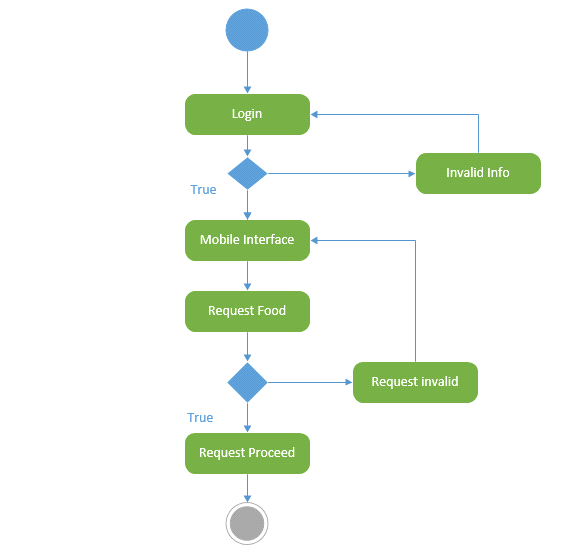 Login
Invalid Info
True
Mobile Interface
Request Food
Request invalid
True
Request Proceed